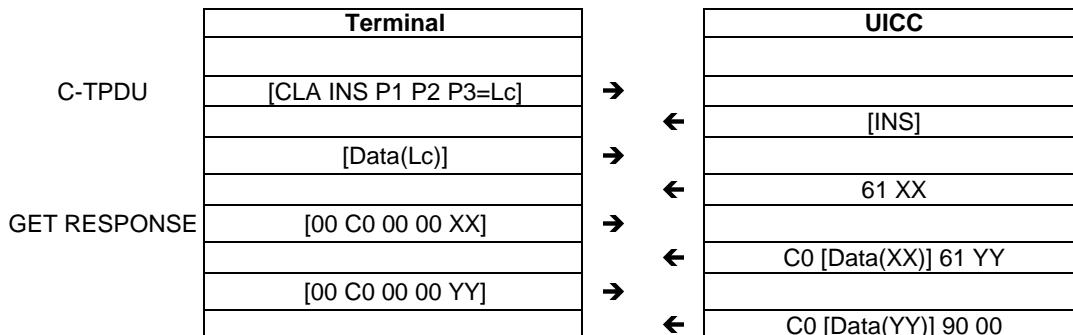 Terminal UICC
C-TPDU [CLA INS P1 P2 P3=Lc] ➔
🡰 [INS]
[Data(Lc)] ➔
🡰 61 XX
GET RESPONSE [00 C0 00 00 XX] ➔
🡰 C0 [Data(XX)] 61 YY
[00 C0 00 00 YY] ➔
🡰 C0 [Data(YY)] 90 00